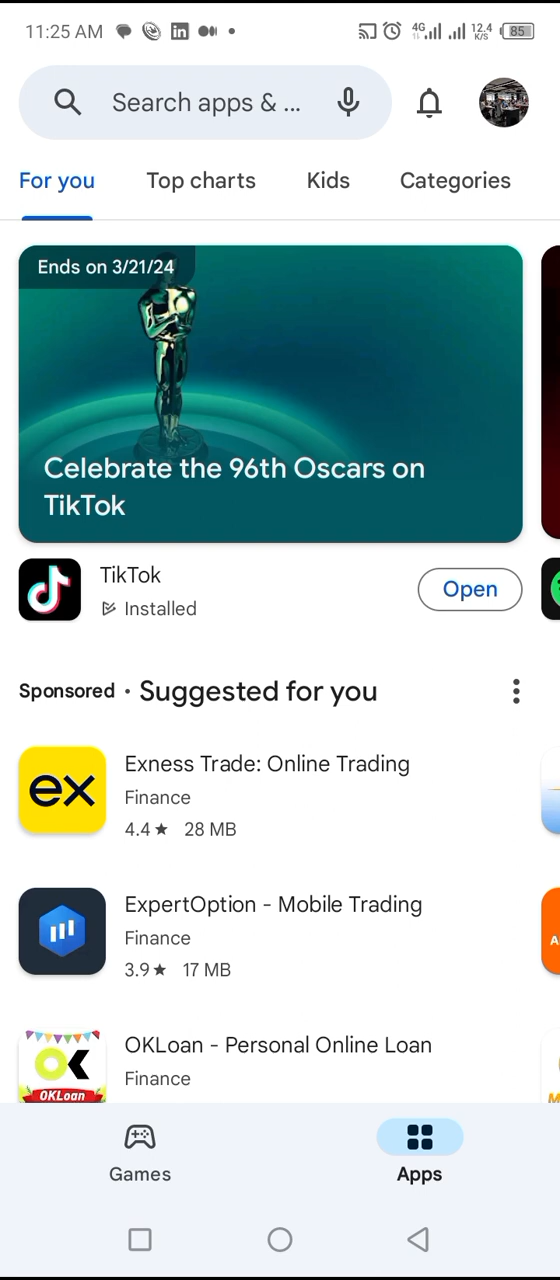 11:25 AM
4G
12.4
K/S
85
Search apps & ...
For you
Top charts
Kids
Categories
Ends on 3/21/24
Celebrate the 96th Oscars on
TikTok
TikTok
Installed
Open
Sponsored • Suggested for you
ex
Exness Trade: Online Trading
Finance
4.4 ★ 28 MB
ExpertOption - Mobile Trading
Finance
3.9 ★ 17 MB
OK
OKLoan
OKLoan - Personal Online Loan
Finance
Games
Apps